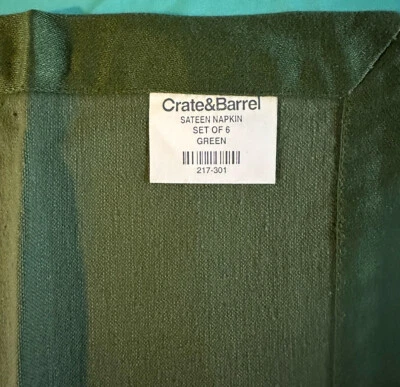 Crate&Barrel
SATEEN NAPKIN
SET OF 6
GREEN
217-301